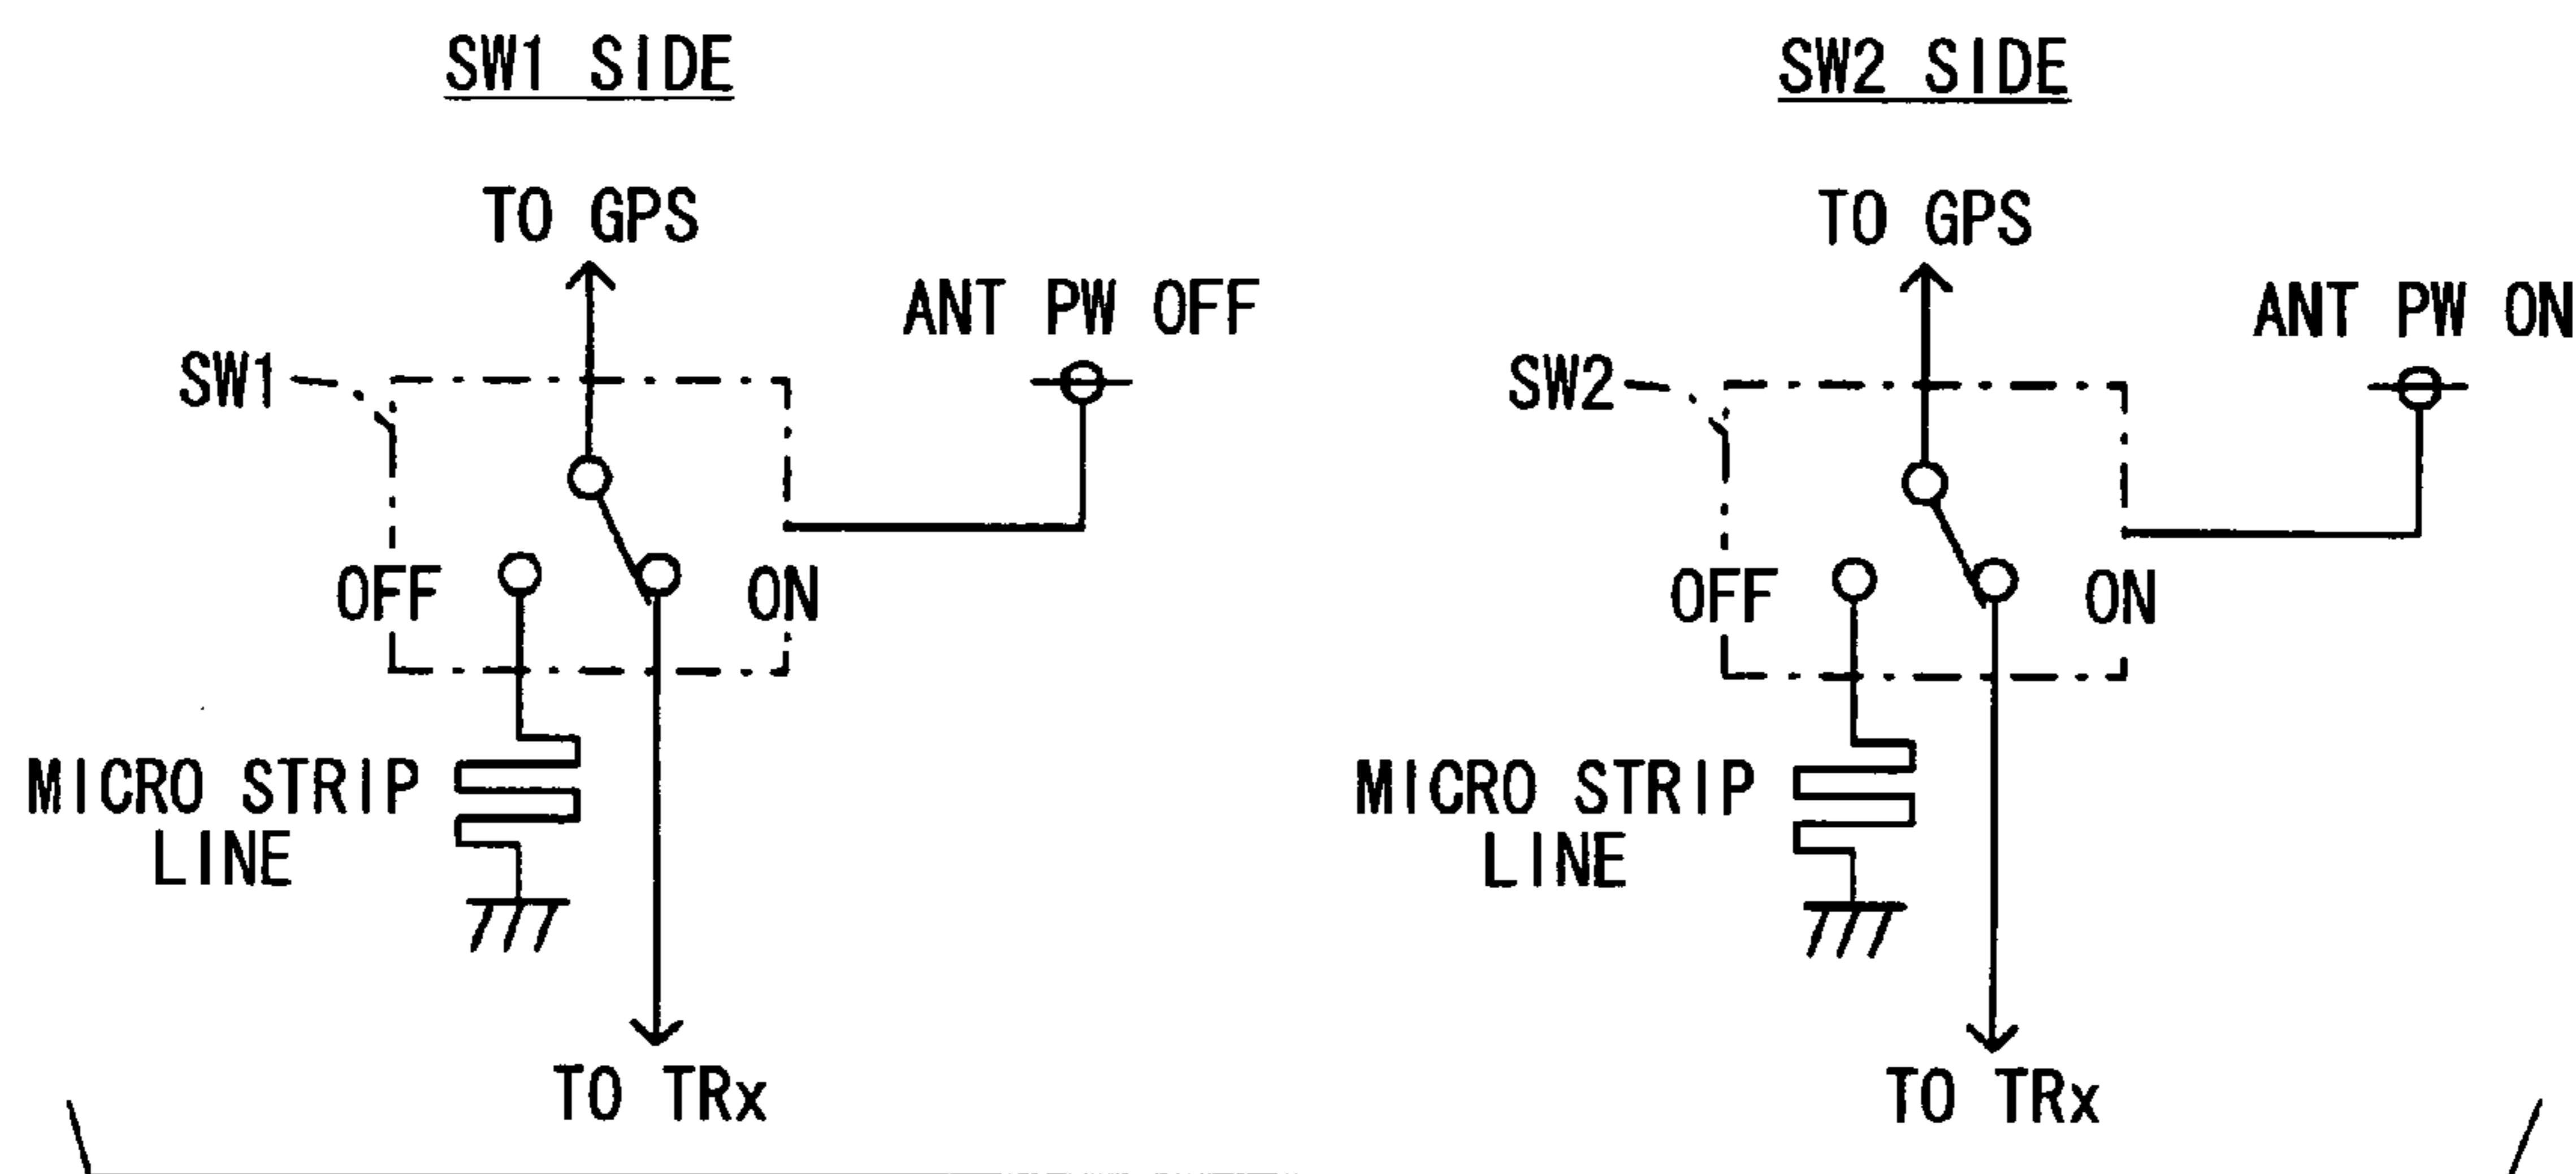 SW1 SIDE
TO GPS
ANT PW OFF
SW1
OFF
ON
MICRO STRIP
LINE
TO TRx
SW2 SIDE
TO GPS
ANT PW ON
SW2
OFF
ON
MICRO STRIP
LINE
TO TRx